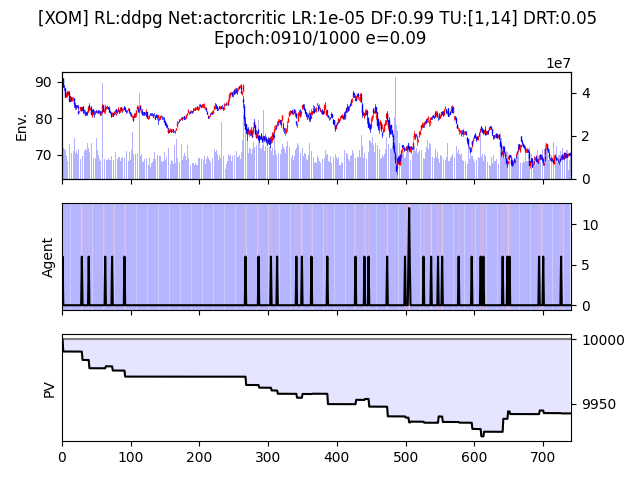 [XOM] RL:ddpg Net:actorcritic LR:1e-05 DF:0.99 TU:[1,14] DRT:0.05
Epoch:0910/1000 e=0.09
1e7
Env.
90
80
70
4
2
0
Agent
10
5
0
PV
10000
9950
0 100 200 300 400 500 600 700